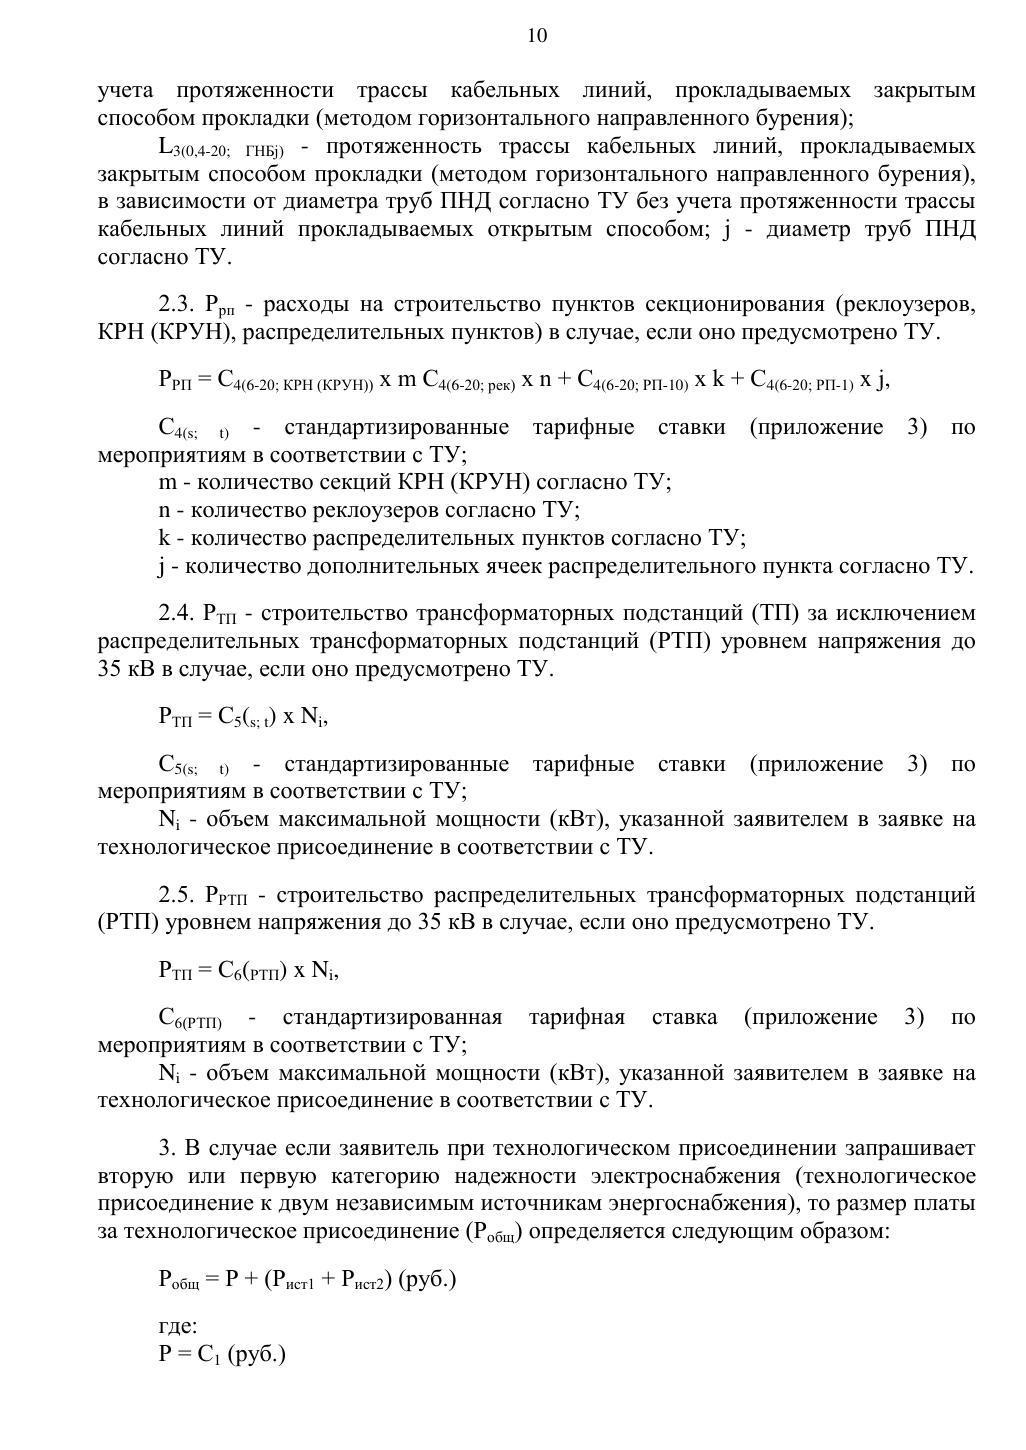 10
учета протяженности трассы кабельных линий, прокладываемых закрытым
способом прокладки (методом горизонтального направленного бурения);
L3(0,4-20; ГНБj) - протяженность трассы кабельных линий, прокладываемых
закрытым способом прокладки (методом горизонтального направленного бурения),
в зависимости от диаметра труб ПНД согласно ТУ без учета протяженности трассы
кабельных линий прокладываемых открытым способом; j - диаметр труб ПНД
согласно ТУ.
2.3. Ррп - расходы на строительство пунктов секционирования (реклоузеров,
КРН (КРУН), распределительных пунктов) в случае, если оно предусмотрено ТУ.
РРП = С4(6-20; КРН (КРУН)) x m С4(6-20; рек) x n + С4(6-20; РП-10) x k + С4(6-20; РП-1) x j,
С4(s; t) - стандартизированные тарифные ставки (приложение 3) по
мероприятиям в соответствии с ТУ;
m - количество секций КРН (КРУН) согласно ТУ;
n - количество реклоузеров согласно ТУ;
k - количество распределительных пунктов согласно ТУ;
j - количество дополнительных ячеек распределительного пункта согласно ТУ.
2.4. РТП - строительство трансформаторных подстанций (ТП) за исключением
распределительных трансформаторных подстанций (РТП) уровнем напряжения до
35 кВ в случае, если оно предусмотрено ТУ.
РТП = С5(s; t) x Ni,
С5(s; t) - стандартизированные тарифные ставки (приложение 3) по
мероприятиям в соответствии с ТУ;
Ni - объем максимальной мощности (кВт), указанной заявителем в заявке на
технологическое присоединение в соответствии с ТУ.
2.5. РРТП - строительство распределительных трансформаторных подстанций
(РТП) уровнем напряжения до 35 кВ в случае, если оно предусмотрено ТУ.
РТП = С6(РТП) x Ni,
С6(РТП) - стандартизированная тарифная ставка (приложение 3) по
мероприятиям в соответствии с ТУ;
Ni - объем максимальной мощности (кВт), указанной заявителем в заявке на
технологическое присоединение в соответствии с ТУ.
3. В случае если заявитель при технологическом присоединении запрашивает
вторую или первую категорию надежности электроснабжения (технологическое
присоединение к двум независимым источникам энергоснабжения), то размер платы
за технологическое присоединение (Робщ) определяется следующим образом:
Робщ = Р + (Рист1 + Рист2) (руб.)
где:
Р = С1 (руб.)